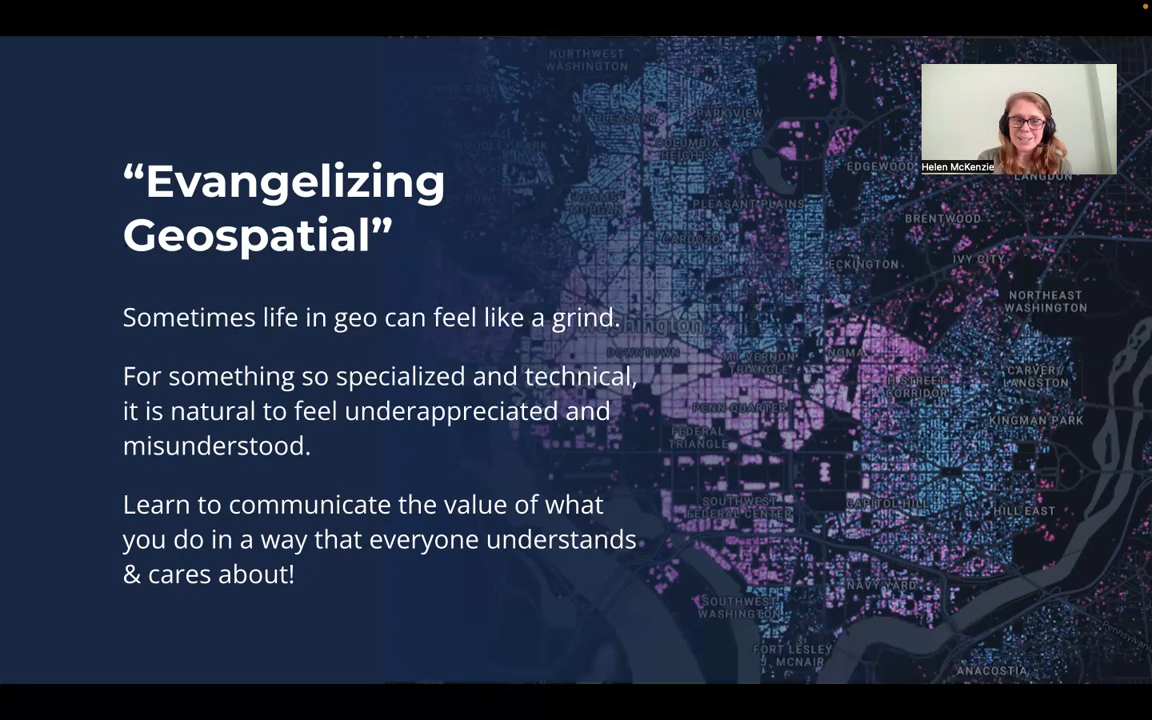 “Evangelizing
Geospatial”
Sometimes life in geo can feel like a grind.
For something so specialized and technical,
it is natural to feel underappreciated and
misunderstood.
Learn to communicate the value of what
you do in a way that everyone understands
& cares about!
Helen McKenzie
NORTHWEST
WASHINGTON
PARKVIEW
COLUMBIA
HEIGHTS
EDGEWOOD
LANGDON
PLEASANT PLAINS
BRENTWOOD
CARDOZO
ECKINGTON
IVY CITY
NORTHEAST
WASHINGTON
DOWNTOWN
MT. VERNON
TRIANGLE
NOMA
CARVER/
LANGSTON
H STREET
CORRIDOR
PENN QUARTER
KINGMAN PARK
FEDERAL
TRIANGLE
SOUTHWEST
FEDERAL CENTER
CAPITOL HILL
HILL EAST
NAVY YARD
SOUTHWEST
WASHINGTON
FORT LESLEY
J. MCNAIR
ANACOSTIA